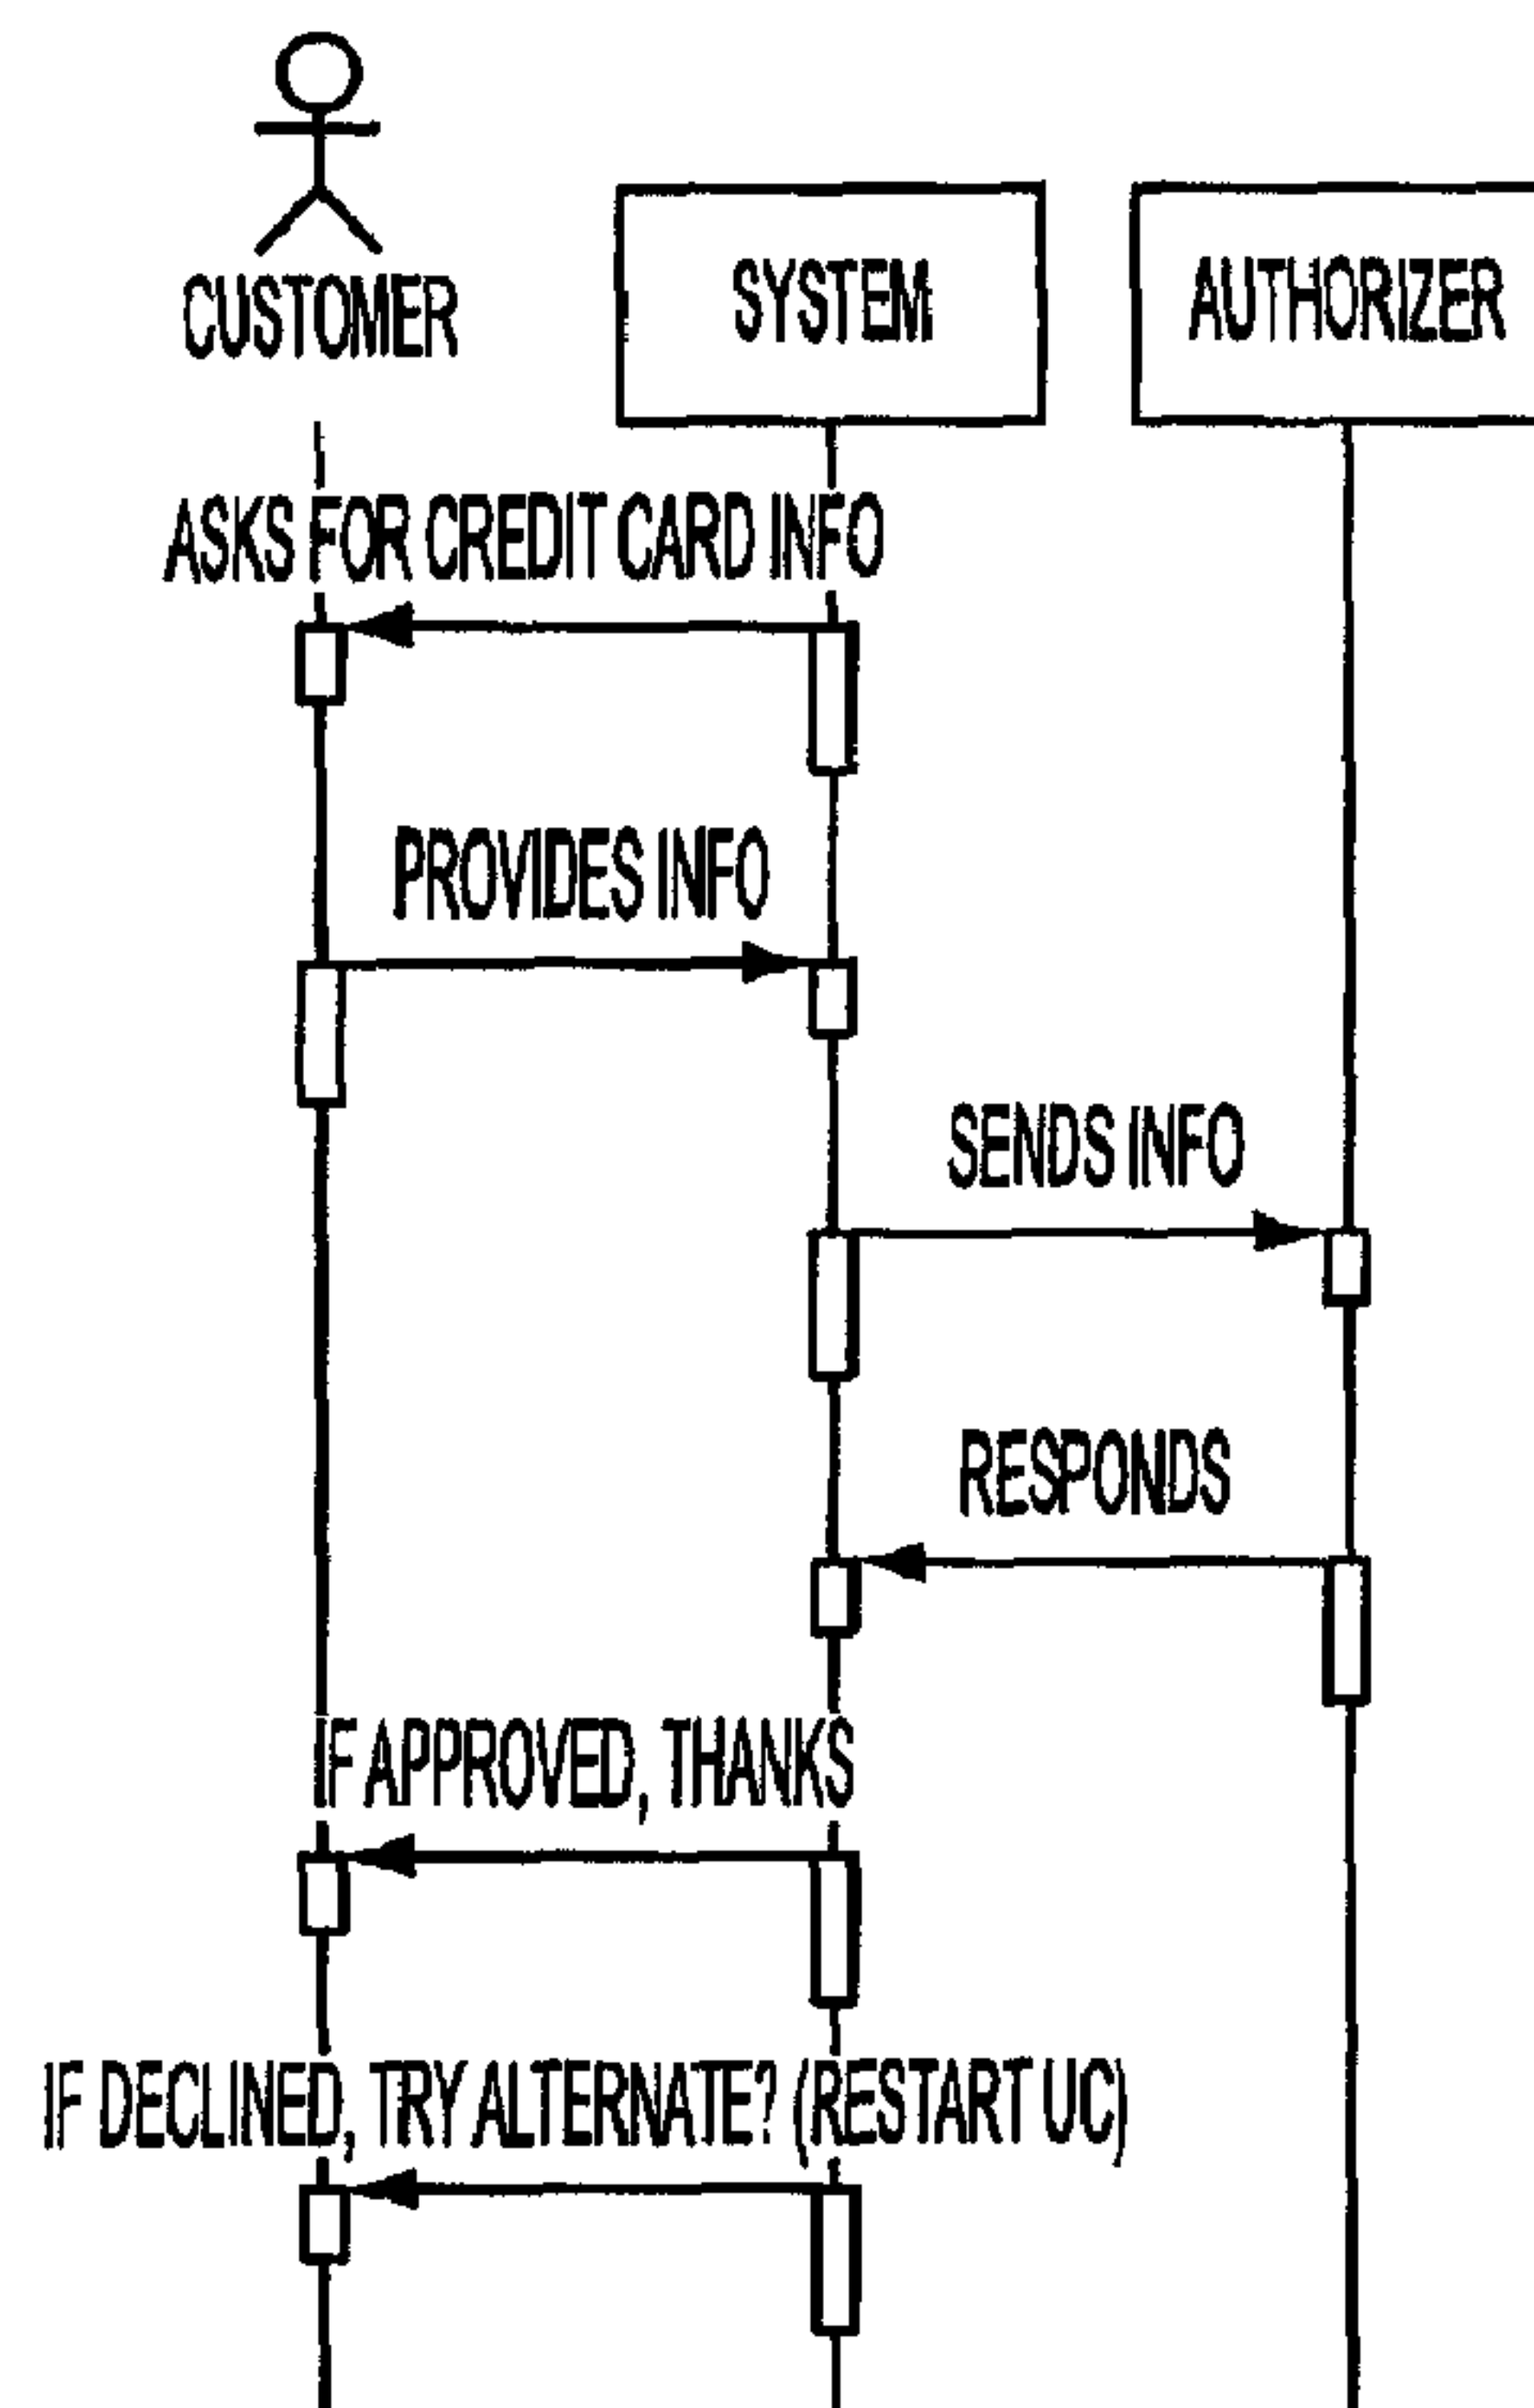 CUSTOMER
SYSTEM
AUTHORIZER
ASKS FOR CREDIT CARD INFO
PROVIDES INFO
SENDS INFO
RESPONDS
IF APPROVED, THANKS
IF DECLINED, TRY ALTERNATE? (RESTART UC)